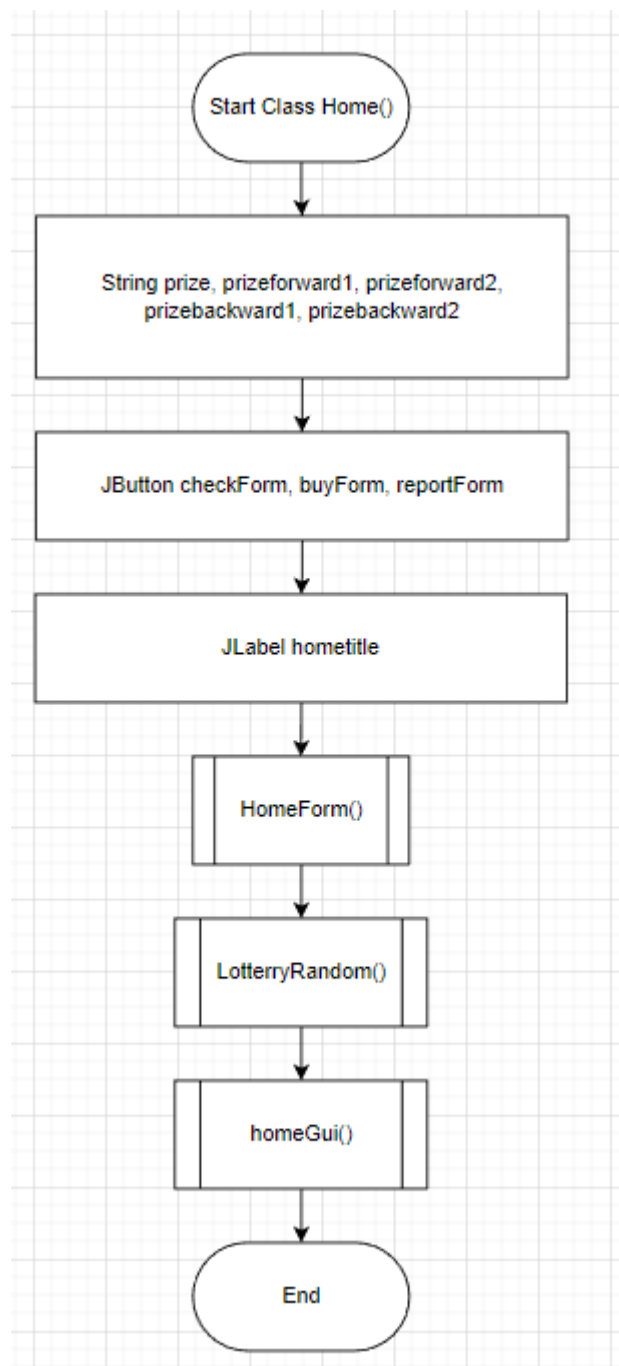 Start Class Home()
String prize, prizeforward1, prizeforward2,
prizebackward1, prizebackward2
JButton checkForm, buyForm, reportForm
JLabel hometitle
HomeForm()
LotterryRandom()
homeGui()
End